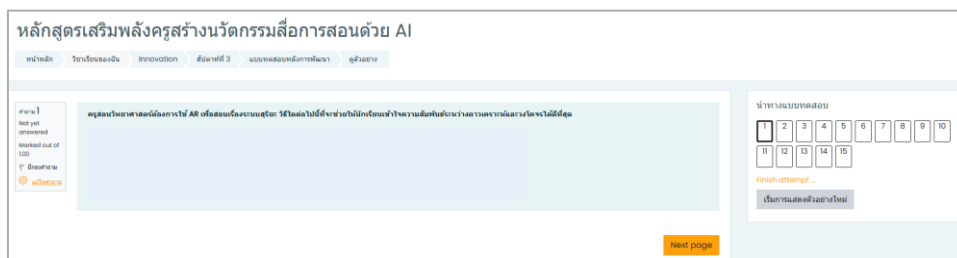 หลักสูตรเสริมพลังครูสร้างนวัตกรรมสื่อการสอนด้วย AI
หน้าหลัก วิชาเรียนของฉัน Innovation สัปดาห์ที่ 3 แบบทดสอบหลังการพัฒนา ดูตัวอย่าง
คำถาม 1
Not yet
answered
Marked out of
1.00
ปักธงคำถาม
แก้ไขคำถาม
ครูสอนวิทยาศาสตร์ต้องการใช้ AR เพื่อสอนเรื่องระบบสุริยะ วิธีใดต่อไปนี้ที่จะช่วยให้นักเรียนเข้าใจความสัมพันธ์ระหว่างดาวเคราะห์และวงโคจรได้ดีที่สุด
Next page
นำทางแบบทดสอบ
1 2 3 4 5 6 7 8 9 10
11 12 13 14 15
Finish attempt ...
เริ่มการแสดงตัวอย่างใหม่